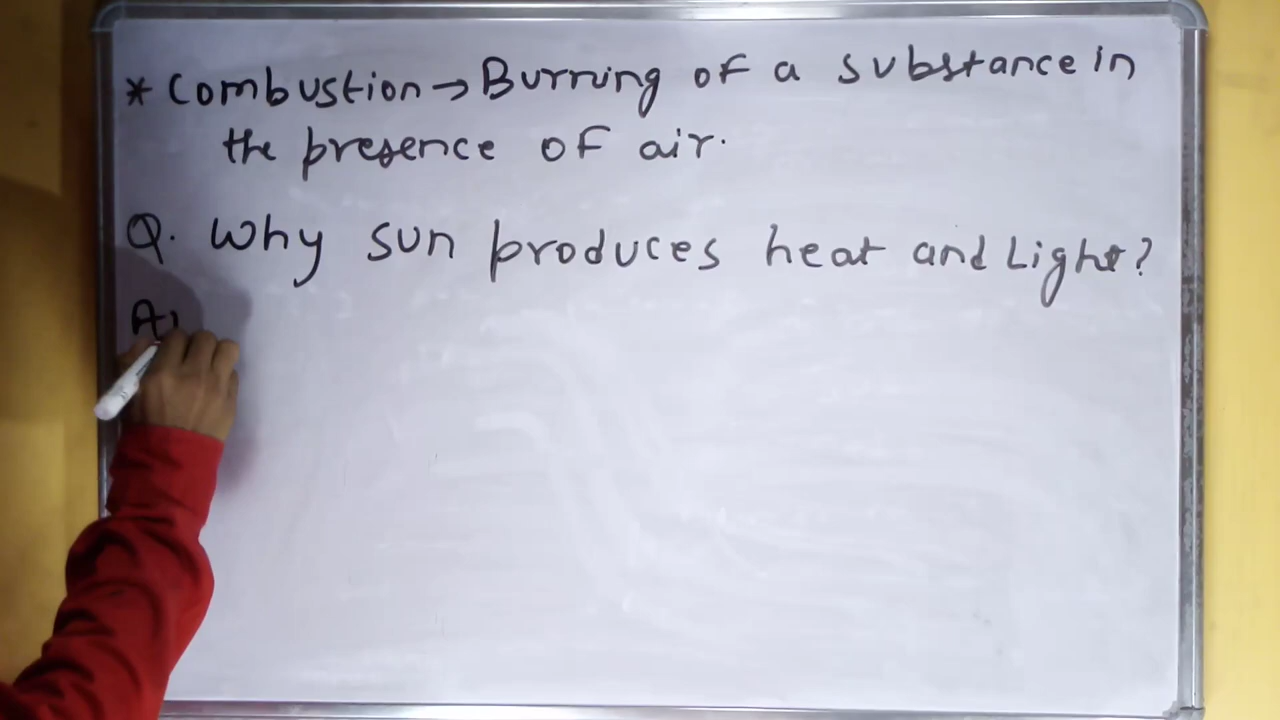 * Combustion → Burning of a substance in
the presence of air.
Q. Why sun produces heat and Light?
A